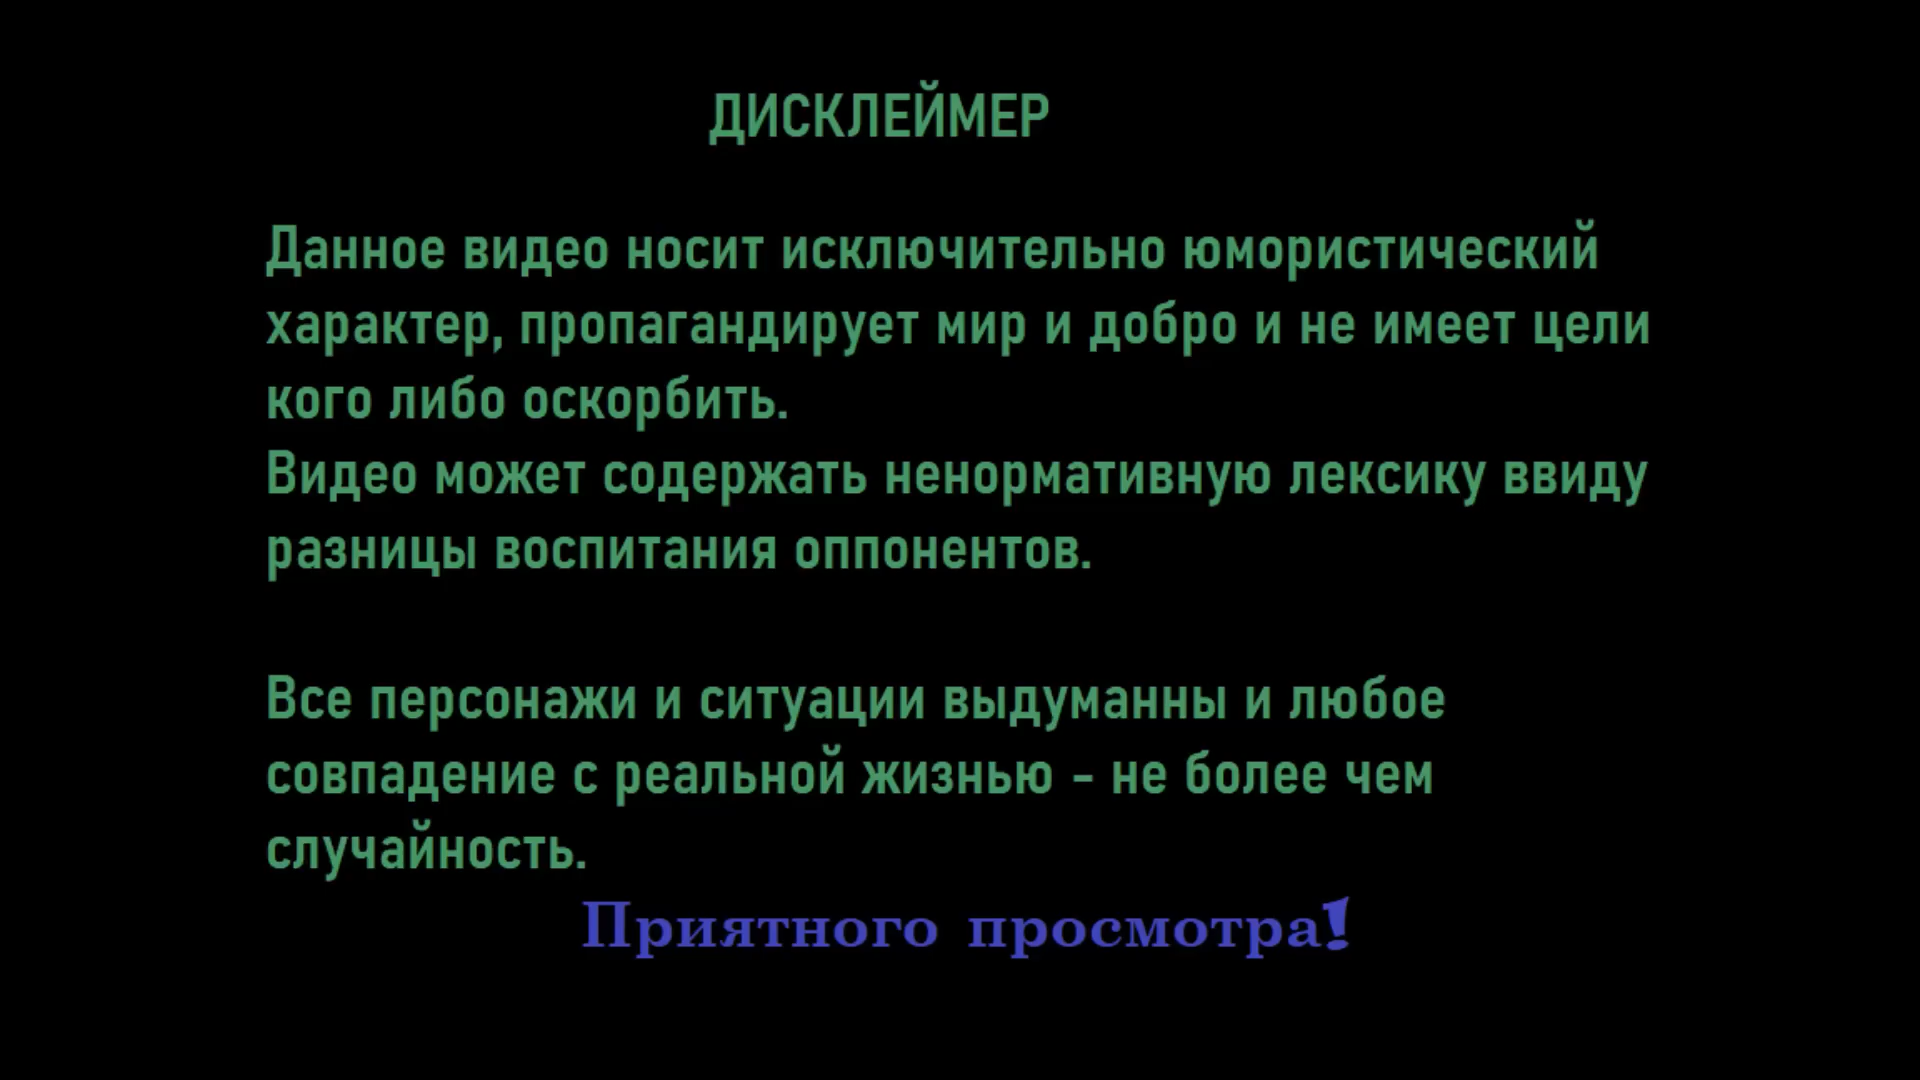 ДИСКЛЕЙМЕР
Данное видео носит исключительно юмористический
характер, пропагандирует мир и добро и не имеет цели
кого либо оскорбить.
Видео может содержать ненормативную лексику ввиду
разницы воспитания оппонентов.
Все персонажи и ситуации выдуманны и любое
совпадение с реальной жизнью - не более чем
случайность.
Приятного просмотра!